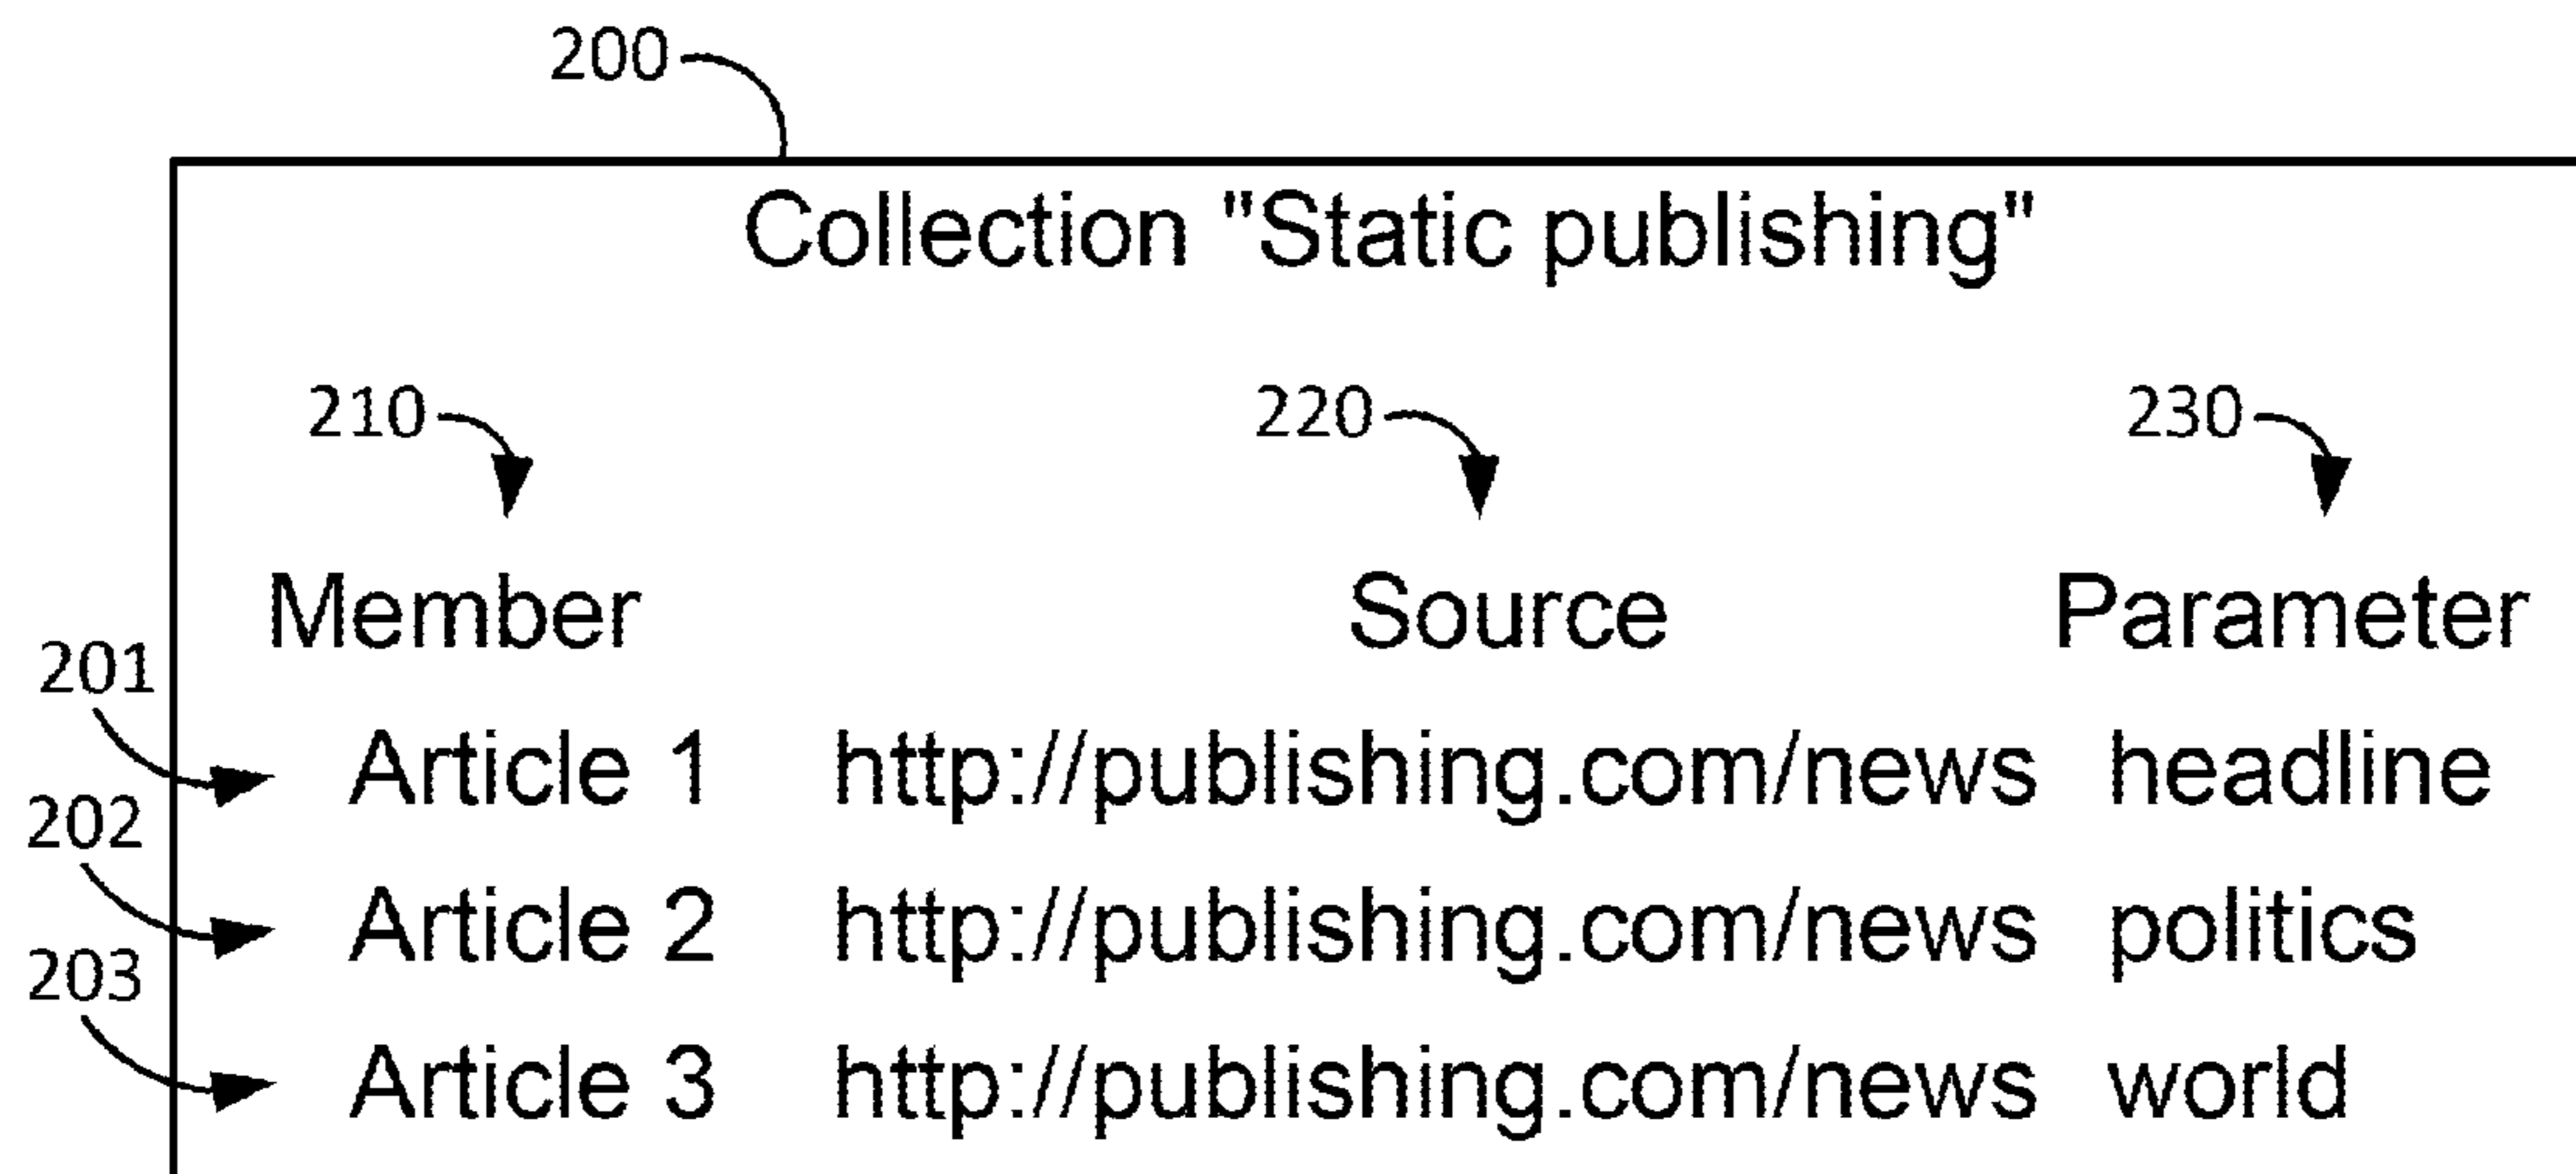 200
Collection "Static publishing"
210 220 230
Member Source Parameter
201
Article 1 http://publishing.com/news headline
202
Article 2 http://publishing.com/news politics
203
Article 3 http://publishing.com/news world